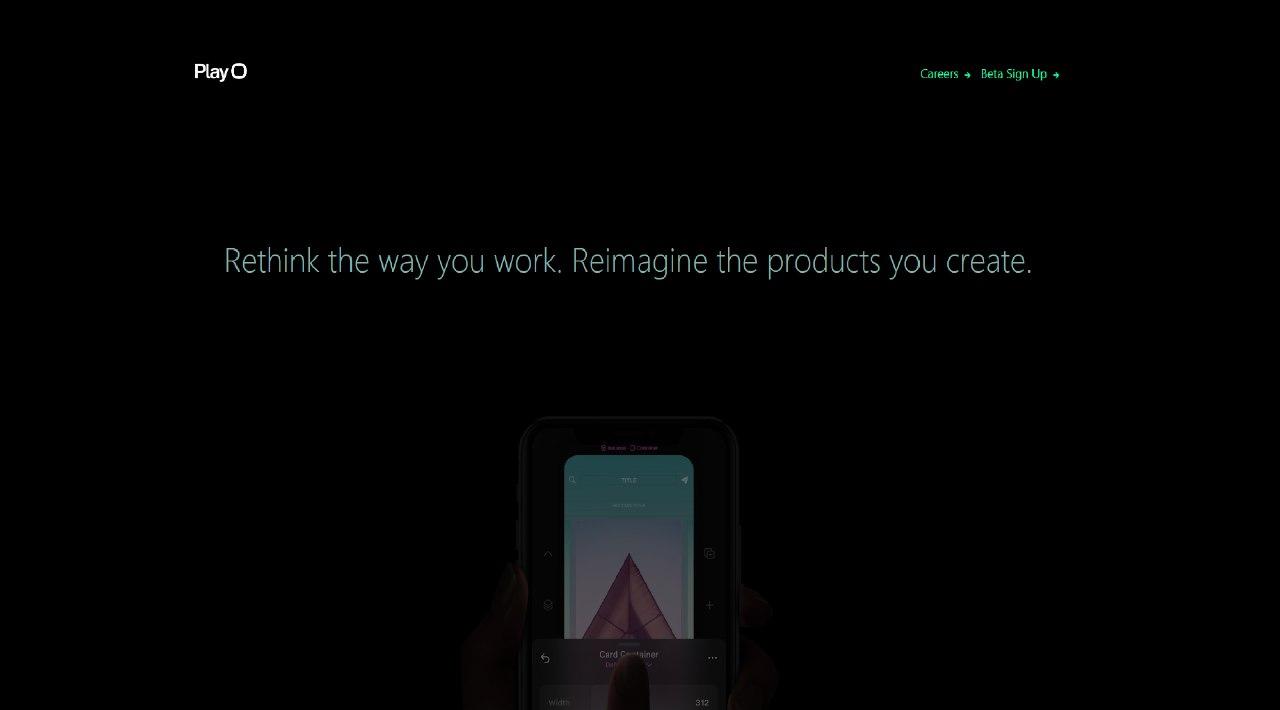 Play
Careers → Beta Sign Up →
Rethink the way you work. Reimagine the products you create.
TITLE
Card Container
Width 312